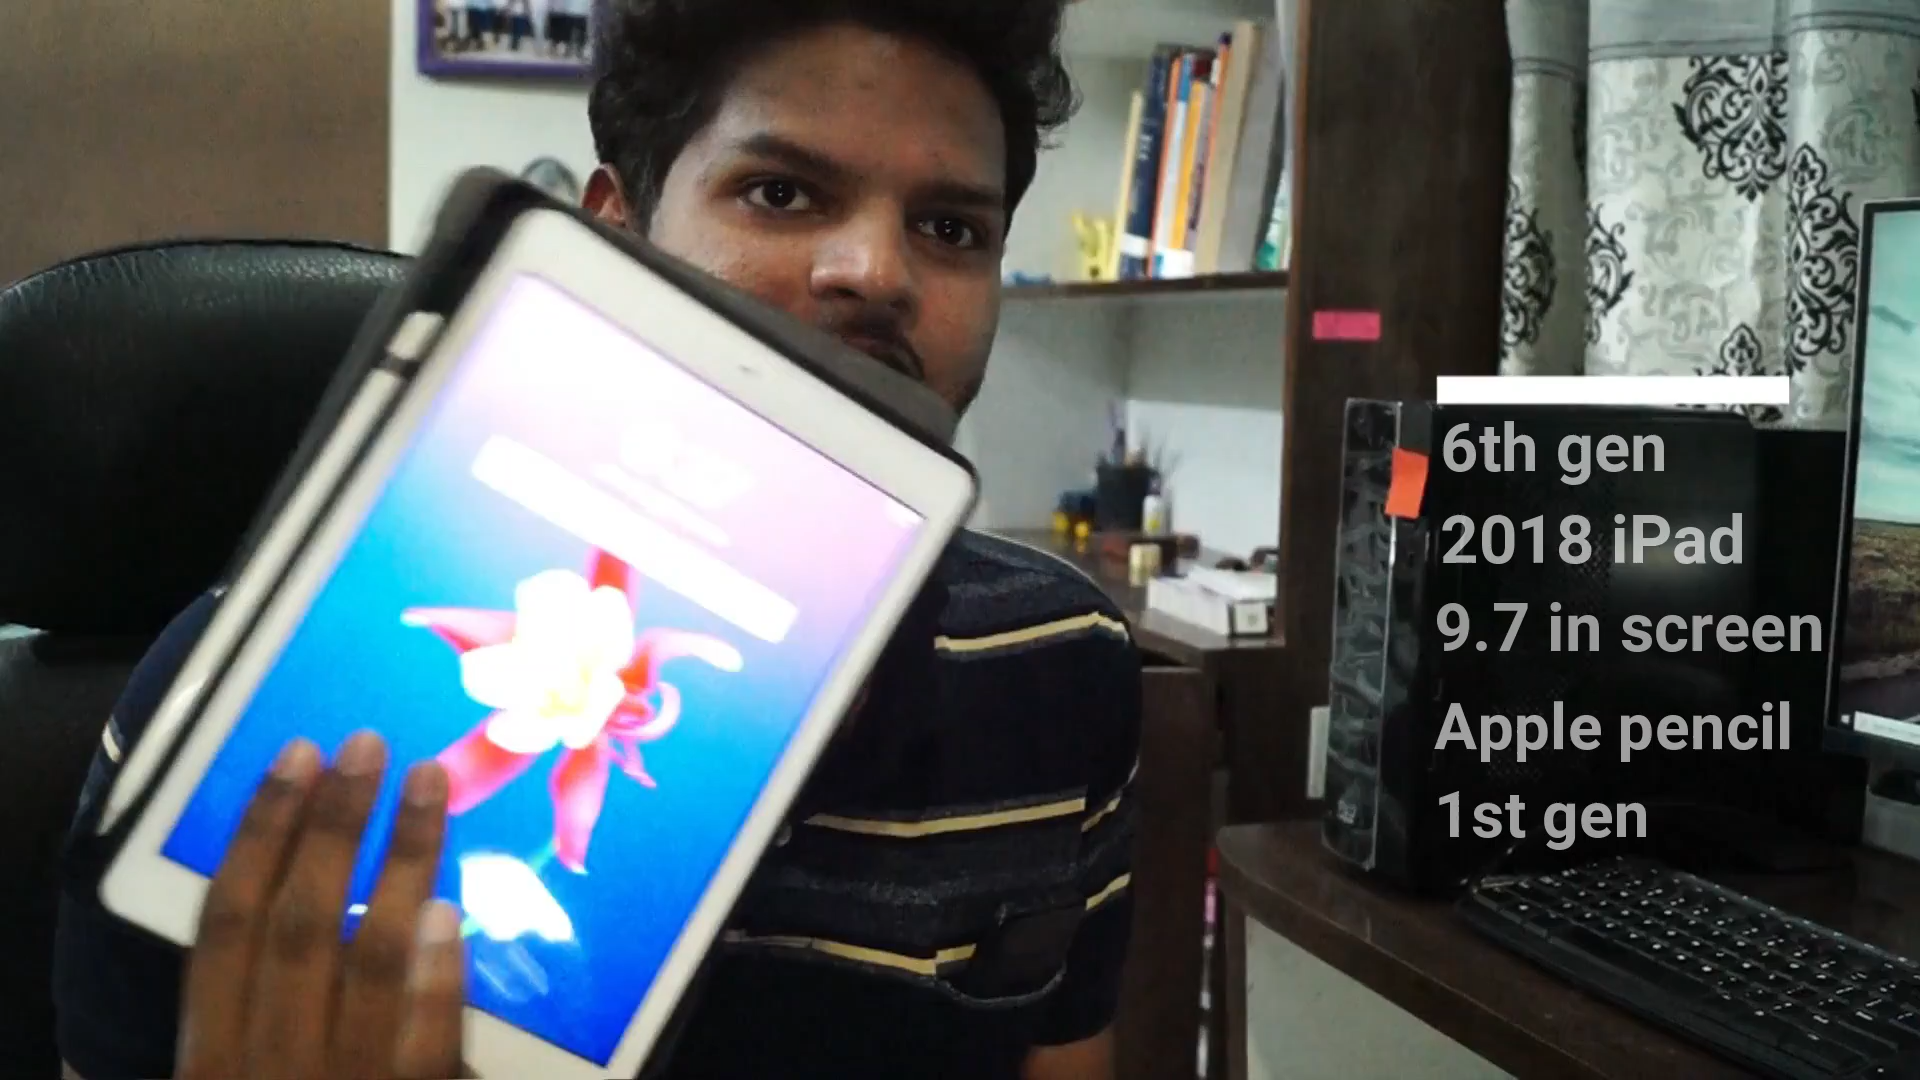 6th gen
2018 iPad
9.7 in screen
Apple pencil
1st gen